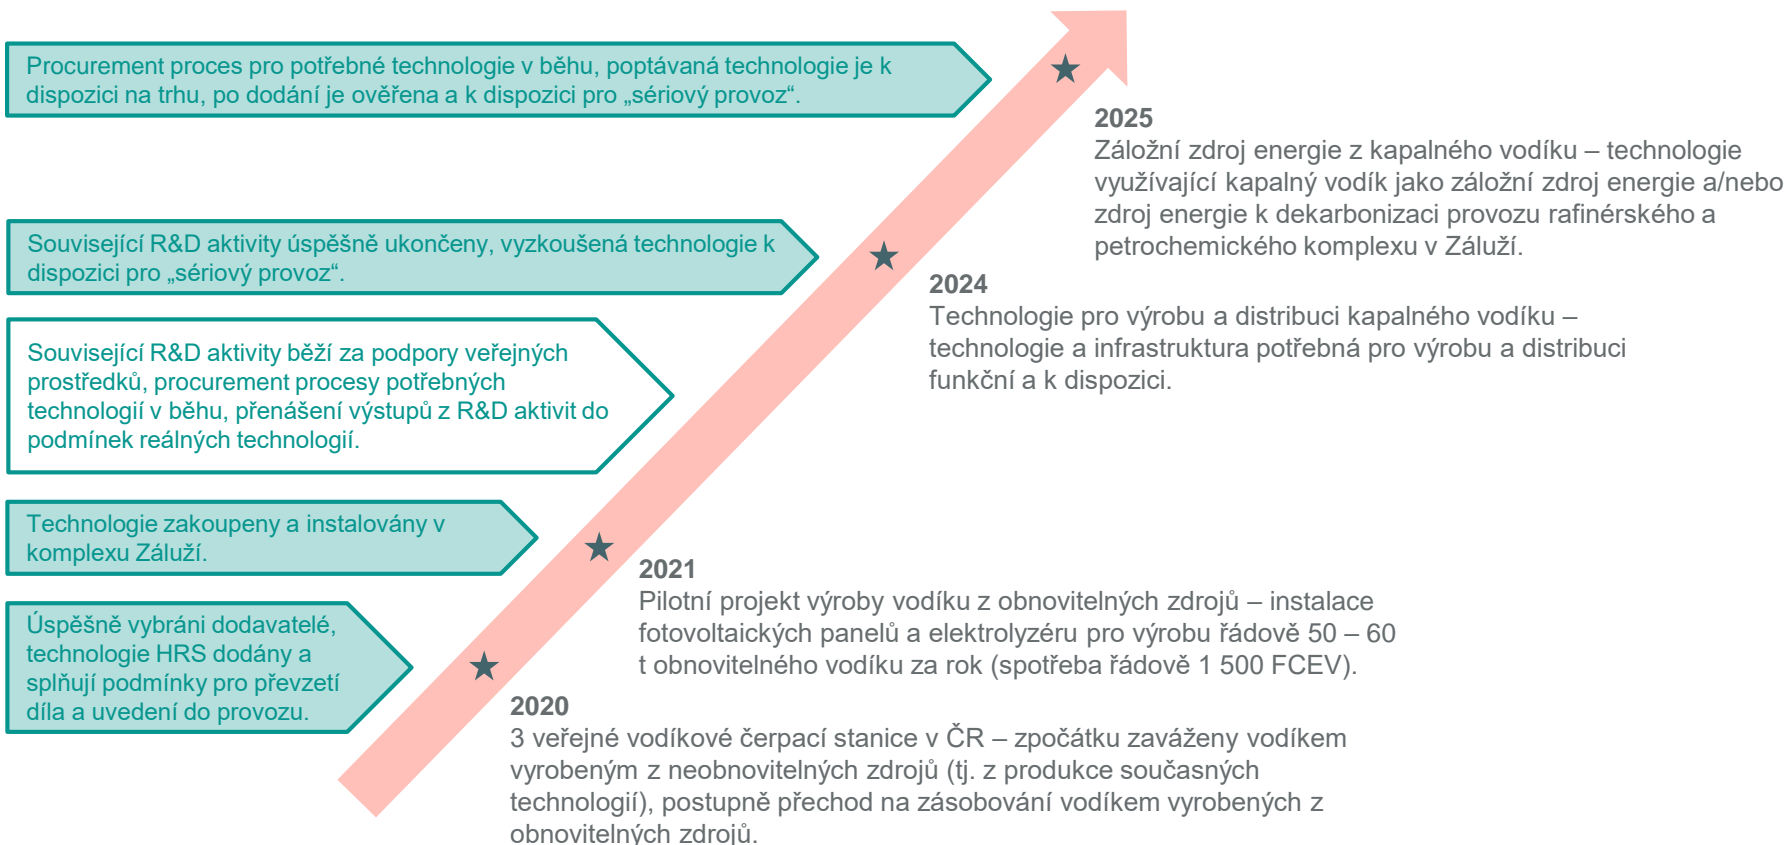 Procurement proces pro potřebné technologie v běhu, poptávaná technologie je k
dispozici na trhu, po dodání je ověřena a k dispozici pro „sériový provoz“.
2025
Záložní zdroj energie z kapalného vodíku – technologie
využívající kapalný vodík jako záložní zdroj energie a/nebo
zdroj energie k dekarbonizaci provozu rafinérského a
petrochemického komplexu v Záluží.
Související R&D aktivity úspěšně ukončeny, vyzkoušená technologie k
dispozici pro „sériový provoz“.
2024
Technologie pro výrobu a distribuci kapalného vodíku –
technologie a infrastruktura potřebná pro výrobu a distribuci
funkční a k dispozici.
Související R&D aktivity běží za podpory veřejných
prostředků, procurement procesy potřebných
technologií v běhu, přenášení výstupů z R&D aktivit do
podmínek reálných technologií.
Technologie zakoupeny a instalovány v
komplexu Záluží.
2021
Pilotní projekt výroby vodíku z obnovitelných zdrojů – instalace
fotovoltaických panelů a elektrolyzéru pro výrobu řádově 50 – 60
t obnovitelného vodíku za rok (spotřeba řádově 1 500 FCEV).
Úspěšně vybráni dodavatelé,
technologie HRS dodány a
splňují podmínky pro převzetí
díla a uvedení do provozu.
2020
3 veřejné vodíkové čerpací stanice v ČR – zpočátku zaváženy vodíkem
vyrobeným z neobnovitelných zdrojů (tj. z produkce současných
technologií), postupně přechod na zásobování vodíkem vyrobených z
obnovitelných zdrojů.